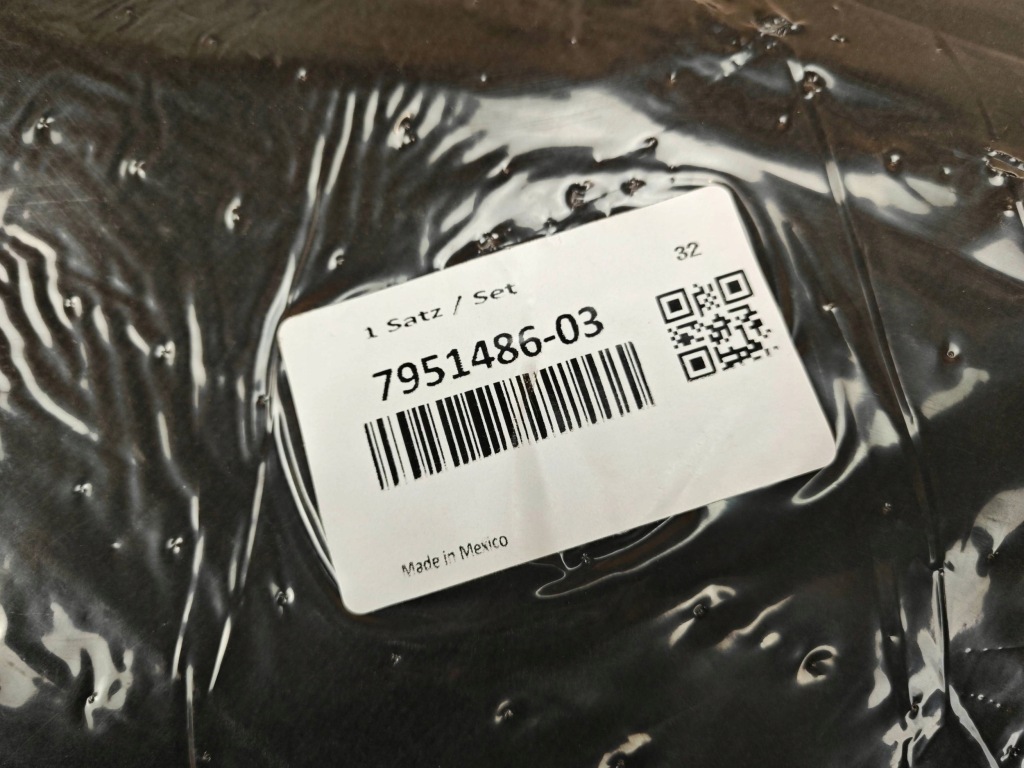 32
1 Satz / Set
7951486-03
Made in Mexico